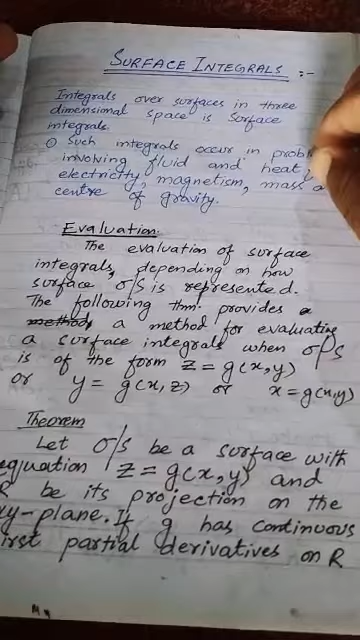 SURFACE INTEGRALS :-
Integrals over surfaces in three
dimensional space is Surface
integrals.
⊙ Such integrals occur in
involving fluid and heat
electricity, magnetism, mass
centre of gravity.
Evaluation.
The evaluation of surface
integrals, depending on how
surface σ/s is represented.
The following thm: provides a
method, a method for evaluating
a surface integrals when σ/s
is of the form z = g(x,y)
or y = g(x,z) or x = g(x,y)
Theorem
Let σ/s be a surface with
equation z = g(x,y) and
R be its projection on the
xy-plane. If g has continuous
first partial derivatives on R